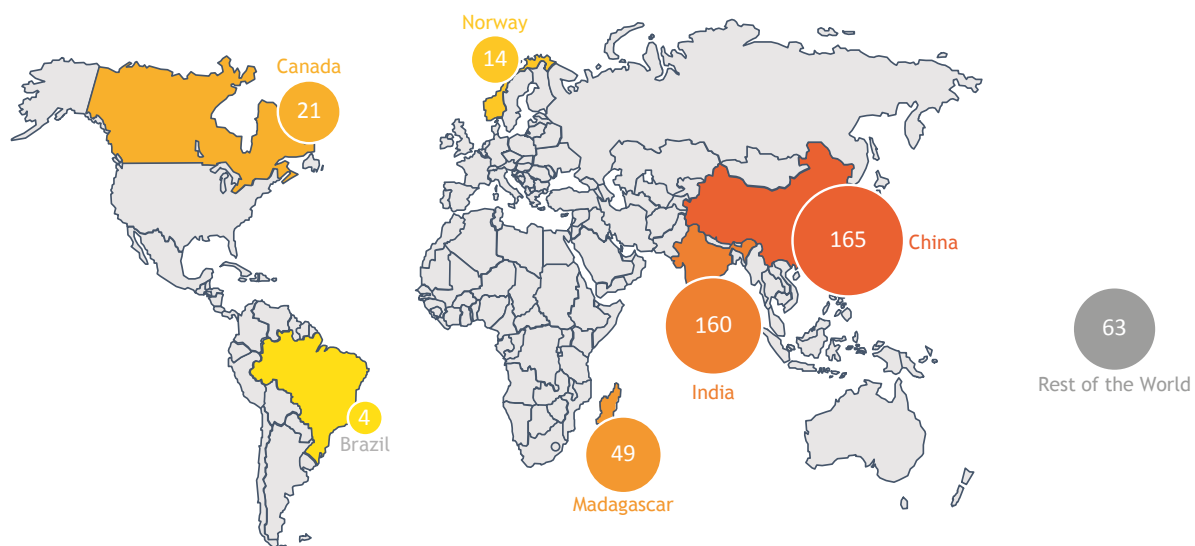 Norway
14
Canada
21
165
China
160
India
63
Rest of the World
4
Brazil
49
Madagascar